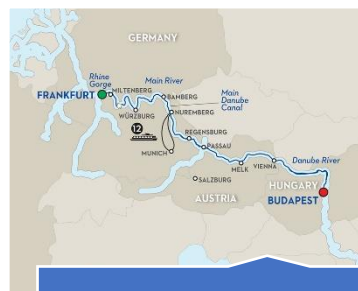 GERMANY
Rhine
Gorge
FRANKFURT
MILTENBERG
Main River
BAMBERG
WÜRZBURG
Main
Danube
Canal
NUREMBERG
12
REGENSBURG
MUNICH
PASSAU
MELK
VIENNA
Danube River
SALZBURG
HUNGARY
BUDAPEST
AUSTRIA